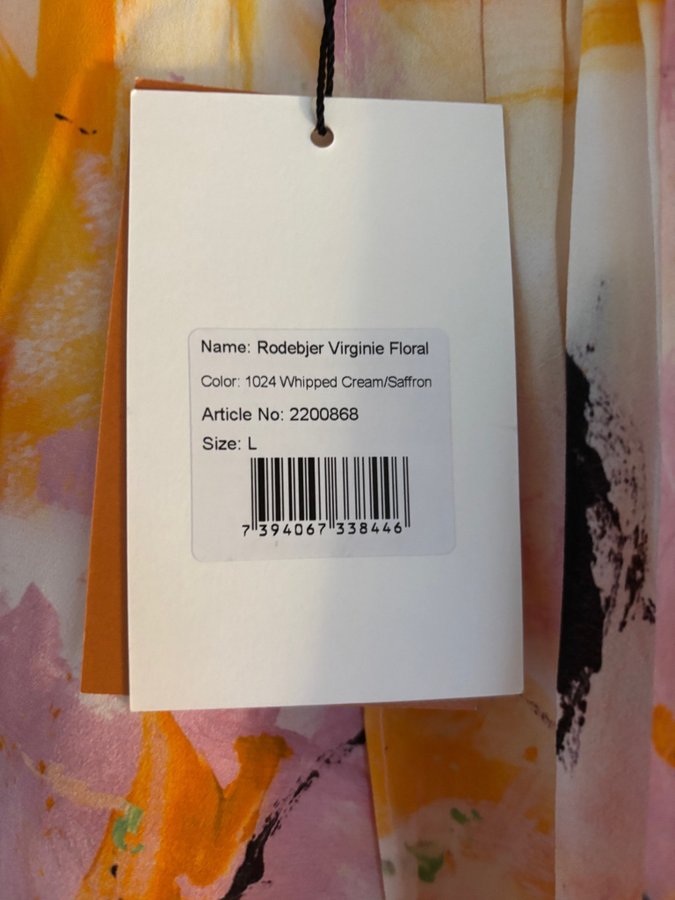 Name: Rodebjer Virginie Floral
Color: 1024 Whipped Cream/Saffron
Article No: 2200868
Size: L
7 394067 338446